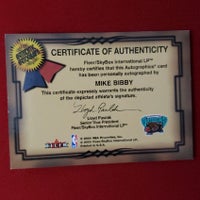 CERTIFICATE OF AUTHENTICITY
Fleer/SkyBox International LP
hereby certifies that this Autographics card
has been personally autographed by
MIKE BIBBY
This certificate expressly warrants the authenticity
of the depicted athlete's signature.
Senior Vice President
Fleer/SkyBox International LP
FLEER